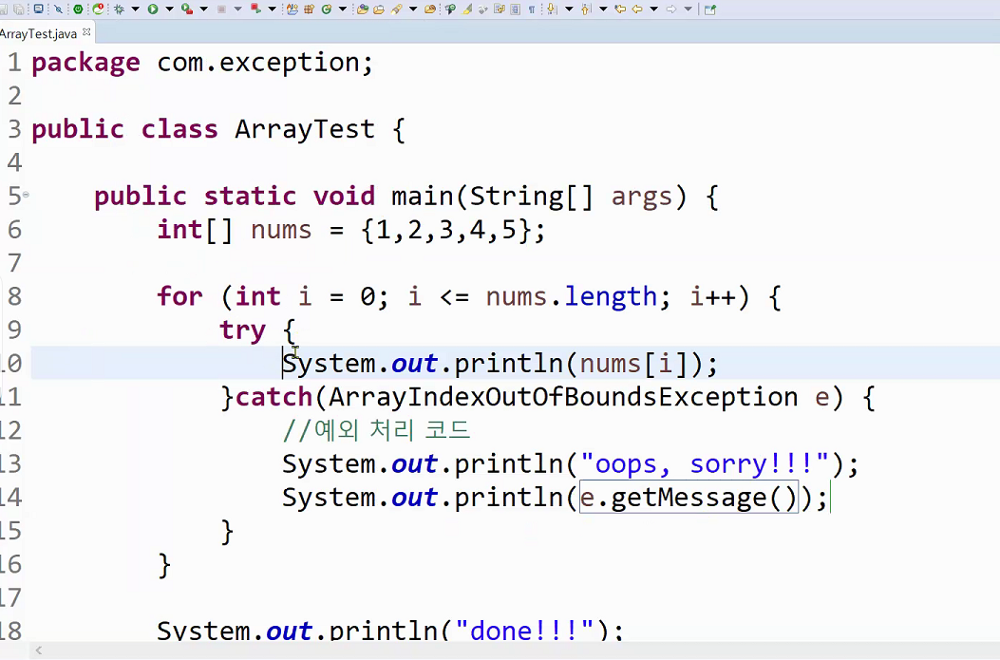 ArrayTest.java
1 package com.exception;
2
3 public class ArrayTest {
4
5 public static void main(String[] args) {
6 int[] nums = {1,2,3,4,5};
7
8 for (int i = 0; i <= nums.length; i++) {
9 try {
10 System.out.println(nums[i]);
11 }catch(ArrayIndexOutOfBoundsException e) {
12 //예외 처리 코드
13 System.out.println("oops, sorry!!!");
14 System.out.println(e.getMessage());
15 }
16 }
17
18 System.out.println("done!!!");